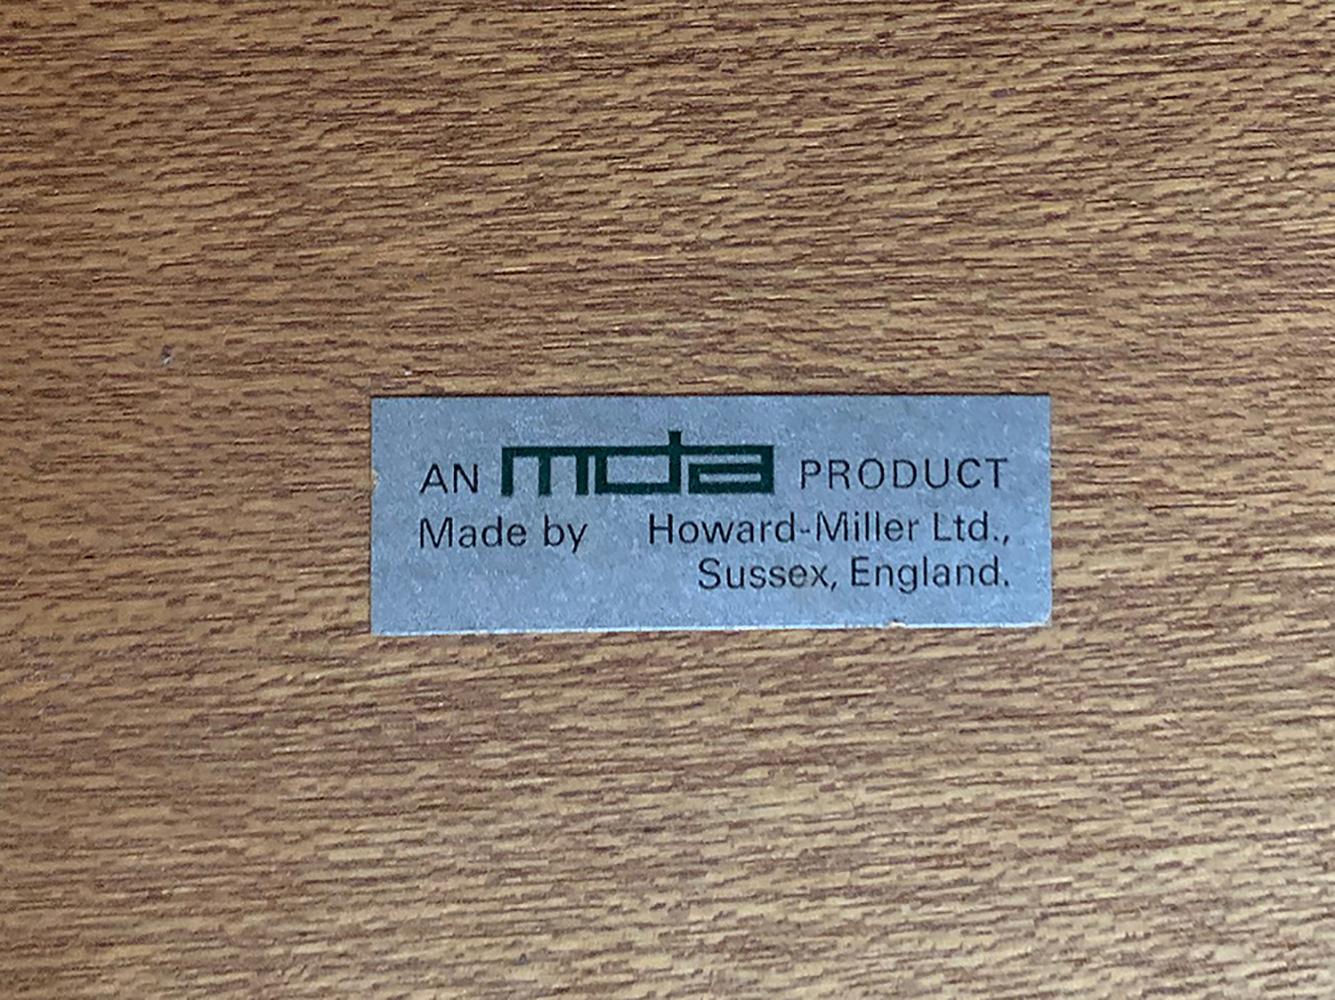 AN mda PRODUCT
Made by Howard-Miller Ltd.,
Sussex, England.